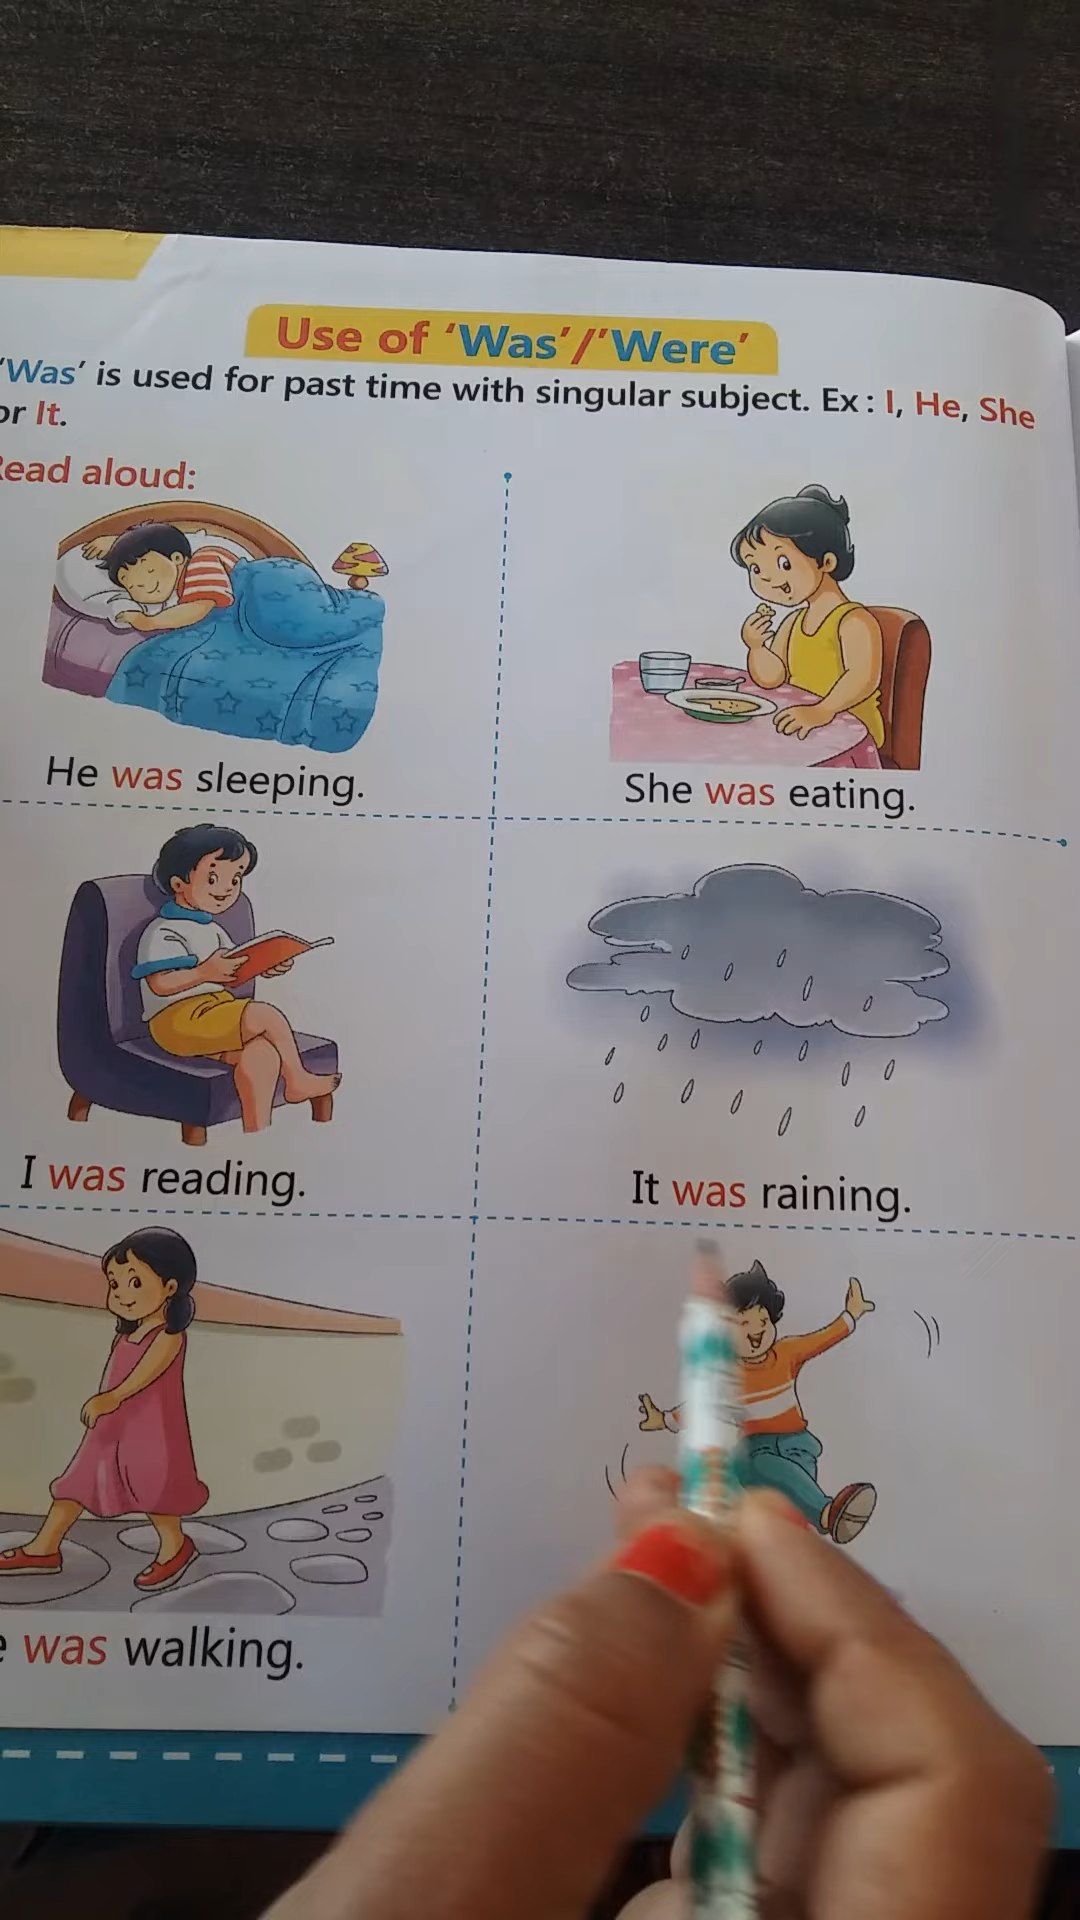 Use of ‘Was’/’Were’
‘Was’ is used for past time with singular subject. Ex : I, He, She
or It.
Read aloud:
He was sleeping.
She was eating.
I was reading.
It was raining.
was walking.